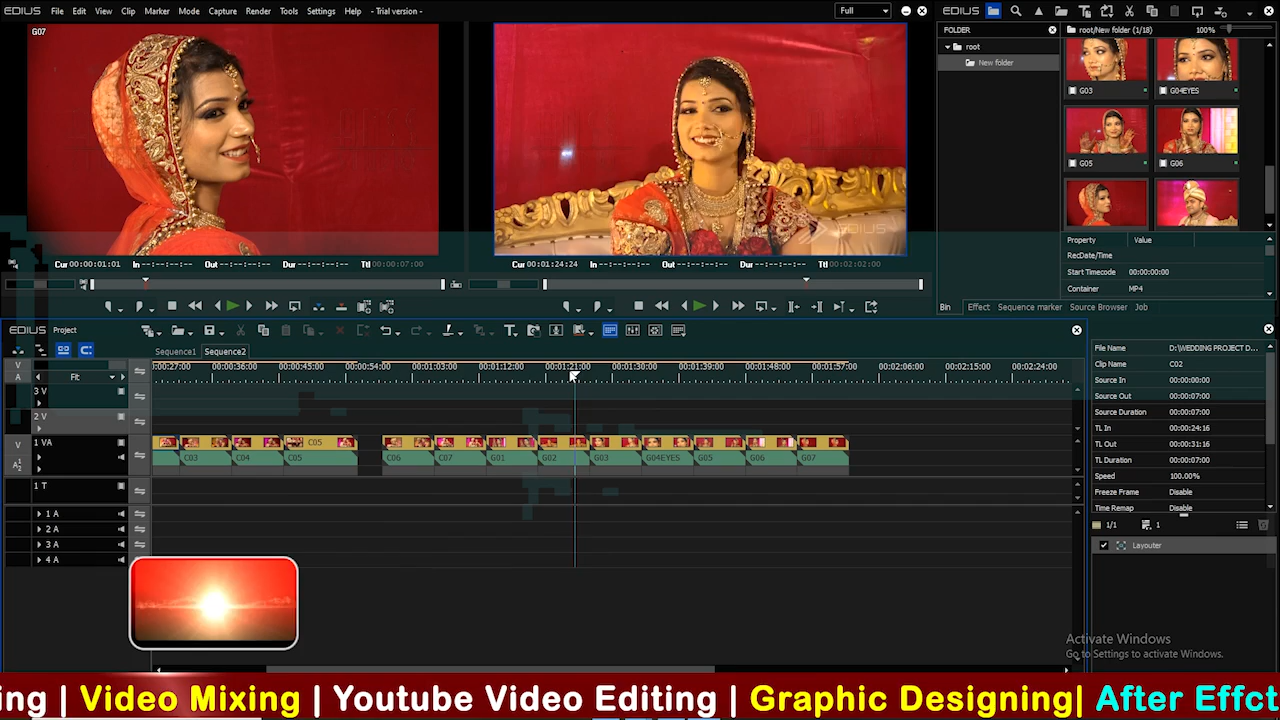 EDIUS File Edit View Clip Marker Mode Capture Render Tools Settings Help - Trial version -
Full
EDIUS
G07
FOLDER
root
New folder
root/New folder (1/18)
100%
G03
G04EYES
G05
G06
Property Value
RecDate/Time
Start Timecode 00:00:00:00
Container MP4
Bin Effect Sequence marker Source Browser Job
Cur 00:00:01:01 In --:--:--:-- Out --:--:--:-- Dur --:--:--:-- Ttl 00:00:07:00
EDIUS
Cur 00:01:24:24 In --:--:--:-- Out --:--:--:-- Dur --:--:--:-- Ttl 00:02:02:00
EDIUS Project
Sequence1 Sequence2
V
A
Fit
:00:27:00 00:00:36:00 00:00:45:00 00:00:54:00 00:01:03:00 00:01:12:00 00:01:21:00 00:01:30:00 00:01:39:00 00:01:48:00 00:01:57:00 00:02:06:00 00:02:15:00 00:02:24:00
3 V
2 V
V 1 VA C05
A12 C03 C04 C05 C06 C07 G01 G02 G03 G04EYES G05 G06 G07
1 T
1 A
2 A
3 A
4 A
File Name D:\WEDDING PROJECT D...
Clip Name C02
Source In 00:00:00:00
Source Out 00:00:07:00
Source Duration 00:00:07:00
TL In 00:00:24:16
TL Out 00:00:31:16
TL Duration 00:00:07:00
Speed 100.00%
Freeze Frame Disable
Time Remap Disable
1/1 1
Layouter
Activate Windows
Go to Settings to activate Windows.
ing | Video Mixing | Youtube Video Editing | Graphic Designing| After Effct